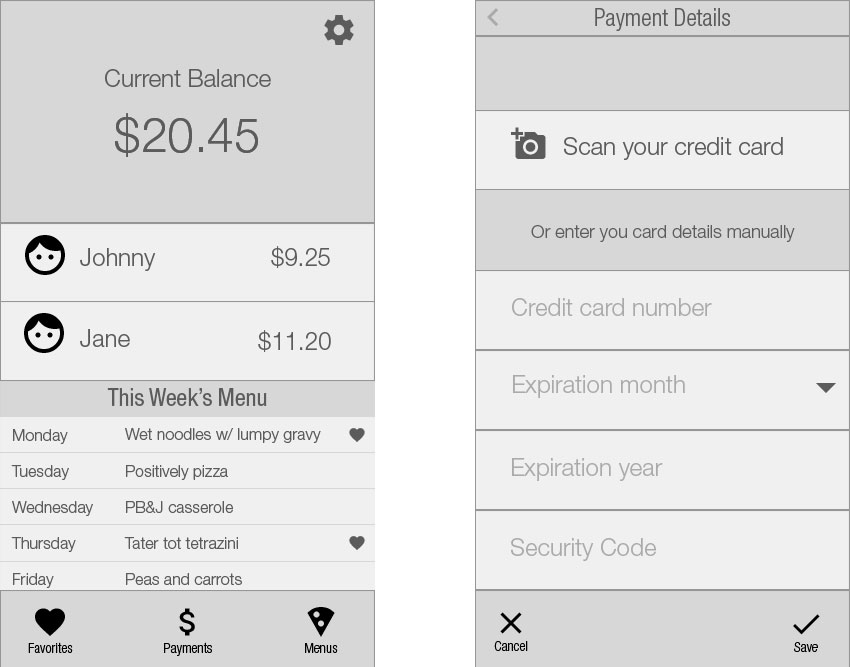 Current Balance
$20.45
Johnny $9.25
Jane $11.20
This Week's Menu
Monday Wet noodles w/ lumpy gravy
Tuesday Positively pizza
Wednesday PB&J casserole
Thursday Tater tot tetrazini
Friday Peas and carrots
Favorites Payments Menus
Payment Details
Scan your credit card
Or enter you card details manually
Credit card number
Expiration month
Expiration year
Security Code
Cancel Save